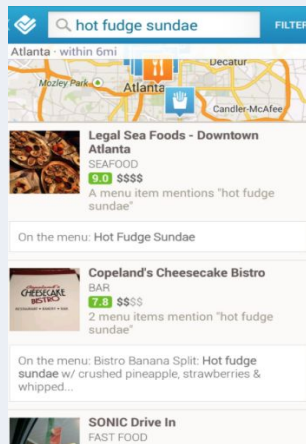 hot fudge sundae
FILTER
Atlanta · within 6mi
Decatur
Mozley Park
Atlanta
Candler-McAfee
Legal Sea Foods - Downtown
Atlanta
SEAFOOD
9.0 $$$$
A menu item mentions "hot fudge
sundae"
On the menu: Hot Fudge Sundae
Copeland's
CHEESECAKE
BISTRO
Copeland's Cheesecake Bistro
BAR
7.8 $$$$
2 menu items mention "hot fudge
sundae"
On the menu: Bistro Banana Split: Hot fudge
sundae w/ crushed pineapple, strawberries &
whipped...
SONIC Drive In
FAST FOOD